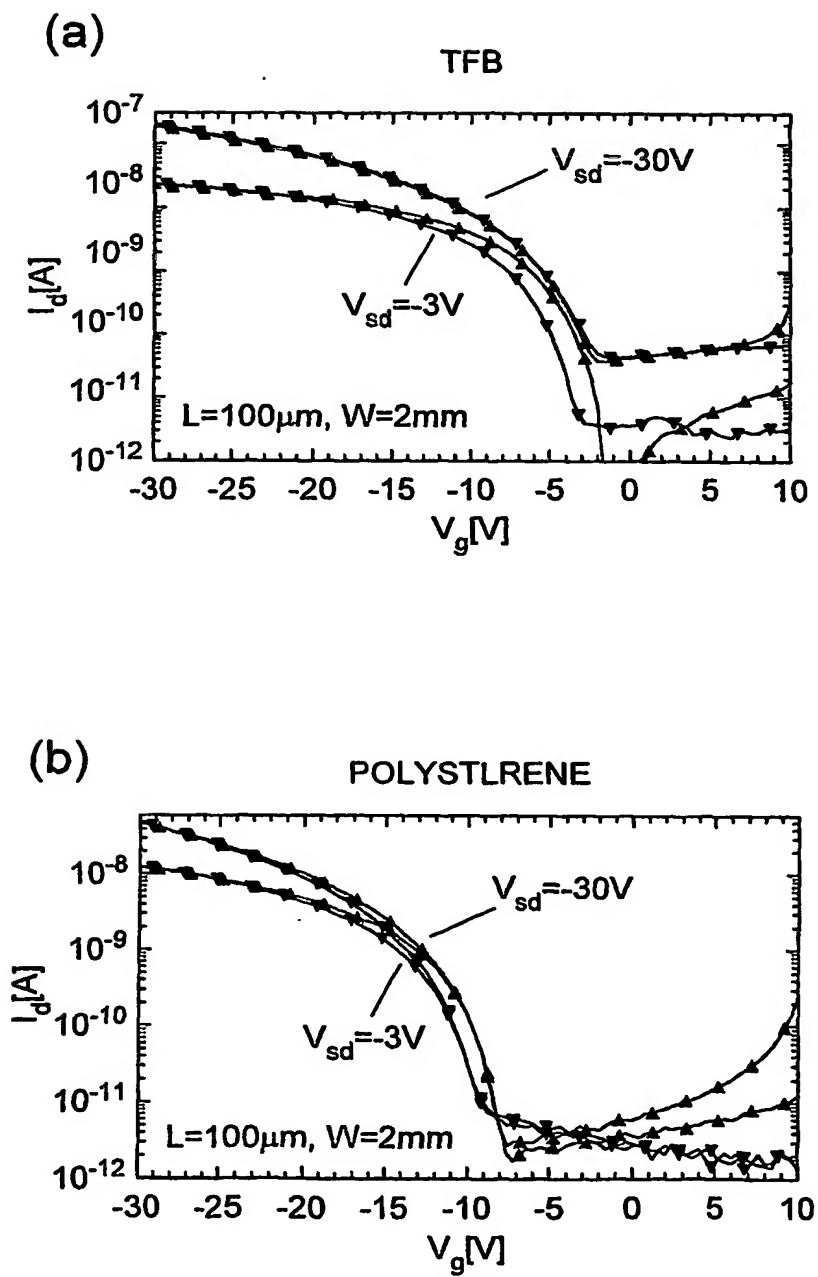 (a)
TFB
10^-7
10^-8
10^-9
10^-10
10^-11
10^-12
I_d[A]
V_sd=-30V
V_sd=-3V
L=100μm, W=2mm
-30 -25 -20 -15 -10 -5 0 5 10
V_g[V]
(b)
POLYSTLRENE
10^-8
10^-9
10^-10
10^-11
10^-12
I_d[A]
V_sd=-30V
V_sd=-3V
L=100μm, W=2mm
-30 -25 -20 -15 -10 -5 0 5 10
V_g[V]